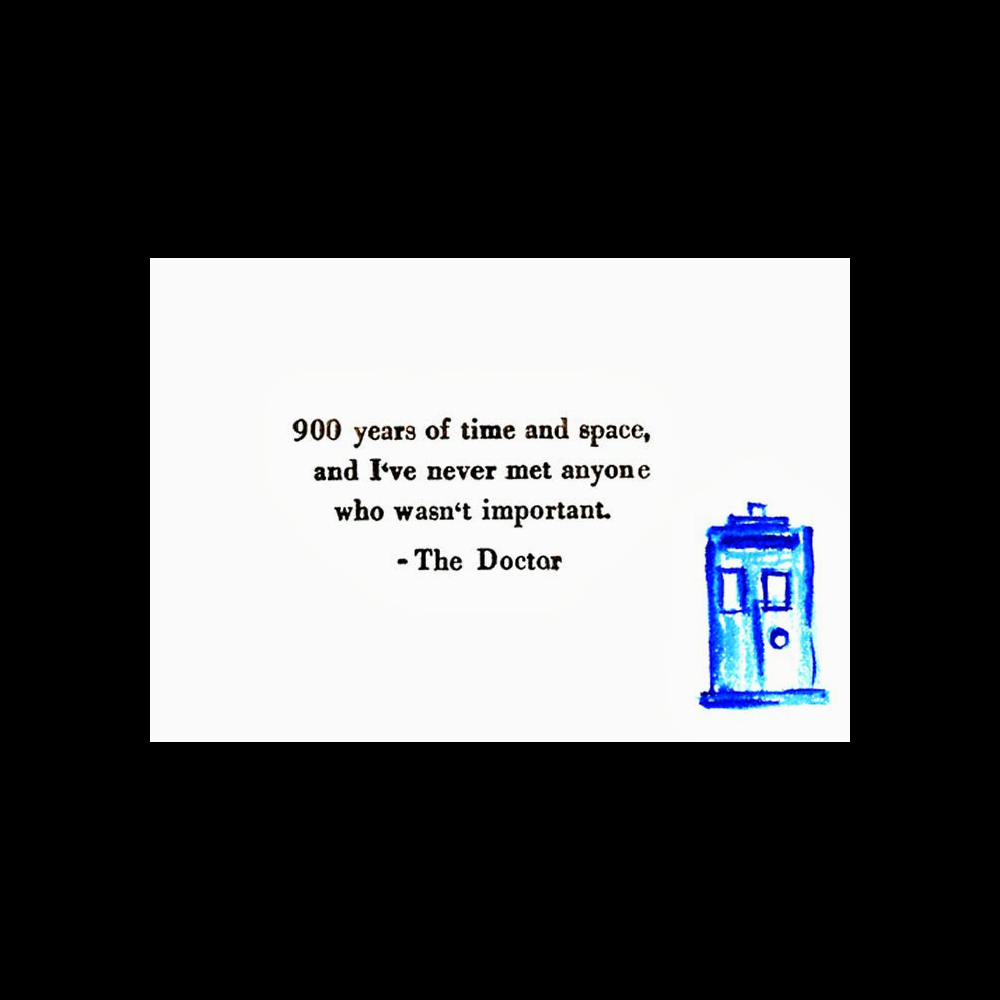 900 years of time and space,
and I‘ve never met anyone
who wasn‘t important.
- The Doctor